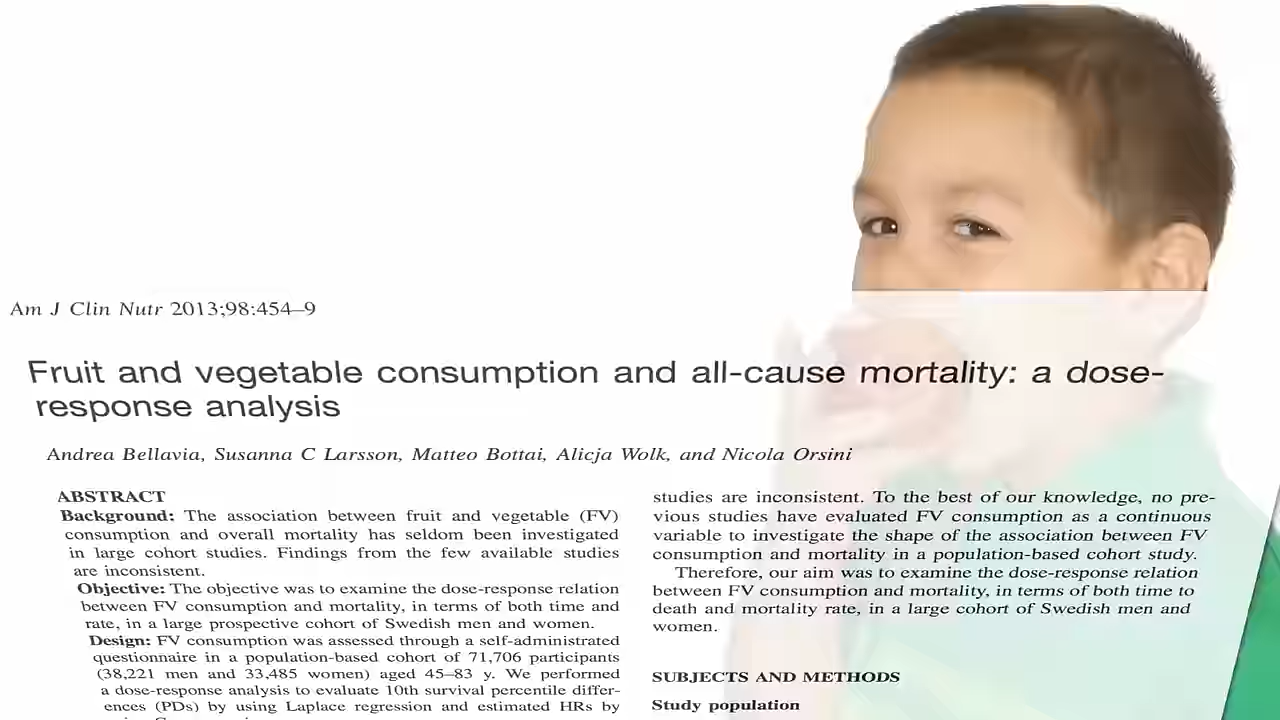 Am J Clin Nutr 2013;98:454–9
Fruit and vegetable consumption and all-cause mortality: a dose-
response analysis
Andrea Bellavia, Susanna C Larsson, Matteo Bottai, Alicja Wolk, and Nicola Orsini
ABSTRACT
Background: The association between fruit and vegetable (FV)
consumption and overall mortality has seldom been investigated
in large cohort studies. Findings from the few available studies
are inconsistent.
Objective: The objective was to examine the dose-response relation
between FV consumption and mortality, in terms of both time and
rate, in a large prospective cohort of Swedish men and women.
Design: FV consumption was assessed through a self-administrated
questionnaire in a population-based cohort of 71,706 participants
(38,221 men and 33,485 women) aged 45–83 y. We performed
a dose-response analysis to evaluate 10th survival percentile differ-
ences (PDs) by using Laplace regression and estimated HRs by
studies are inconsistent. To the best of our knowledge, no pre-
vious studies have evaluated FV consumption as a continuous
variable to investigate the shape of the association between FV
consumption and mortality in a population-based cohort study.
Therefore, our aim was to examine the dose-response relation
between FV consumption and mortality, in terms of both time to
death and mortality rate, in a large cohort of Swedish men and
women.
SUBJECTS AND METHODS
Study population